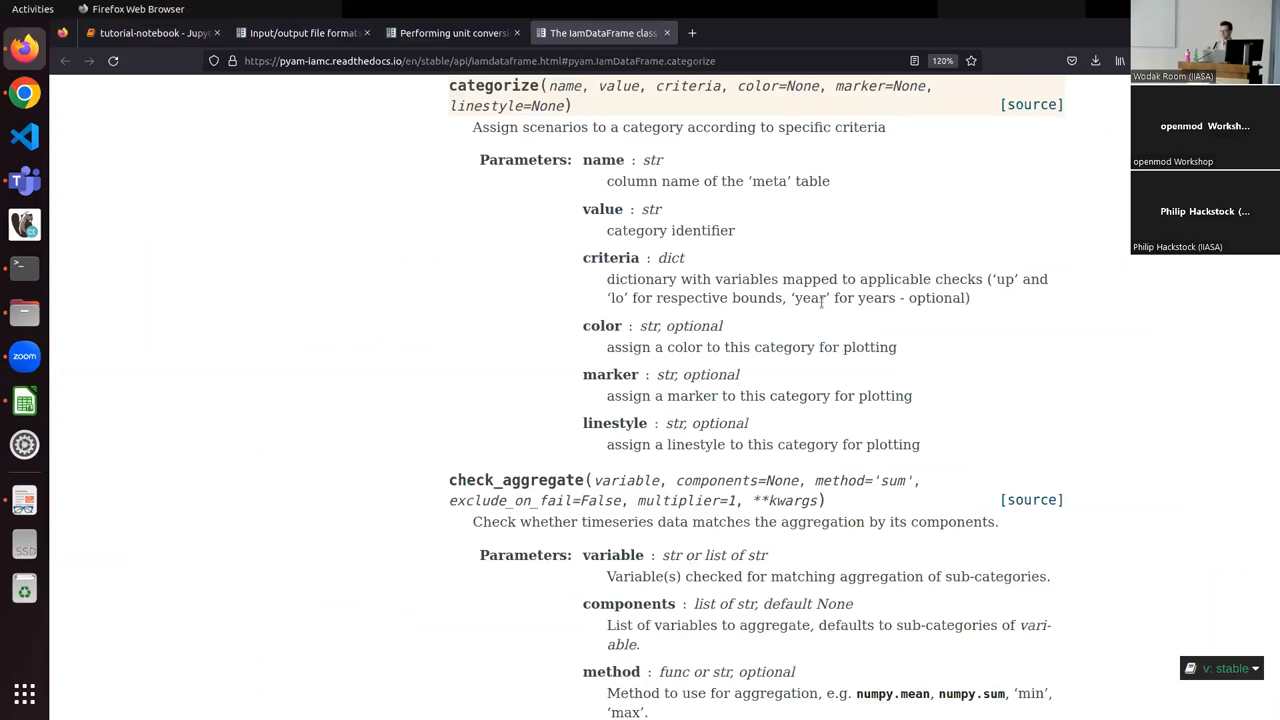 Activities
Firefox Web Browser
tutorial-notebook - Jupyt
Input/output file formats
Performing unit conversi
The IamDataFrame class
https://pyam-iamc.readthedocs.io/en/stable/api/iamdataframe.html#pyam.IamDataFrame.categorize
120%
categorize(name, value, criteria, color=None, marker=None,
linestyle=None)
[source]
Assign scenarios to a category according to specific criteria
Parameters: name : str
column name of the ‘meta’ table
value : str
category identifier
criteria : dict
dictionary with variables mapped to applicable checks (‘up’ and
‘lo’ for respective bounds, ‘year’ for years - optional)
color : str, optional
assign a color to this category for plotting
marker : str, optional
assign a marker to this category for plotting
linestyle : str, optional
assign a linestyle to this category for plotting
check_aggregate(variable, components=None, method='sum',
exclude_on_fail=False, multiplier=1, **kwargs)
[source]
Check whether timeseries data matches the aggregation by its components.
Parameters: variable : str or list of str
Variable(s) checked for matching aggregation of sub-categories.
components : list of str, default None
List of variables to aggregate, defaults to sub-categories of vari-
able.
method : func or str, optional
Method to use for aggregation, e.g. numpy.mean, numpy.sum, ‘min’,
‘max’.
v: stable
zoom
SSD
Wodak Room (IIASA)
openmod Worksh...
openmod Workshop
Philip Hackstock (...
Philip Hackstock (IIASA)